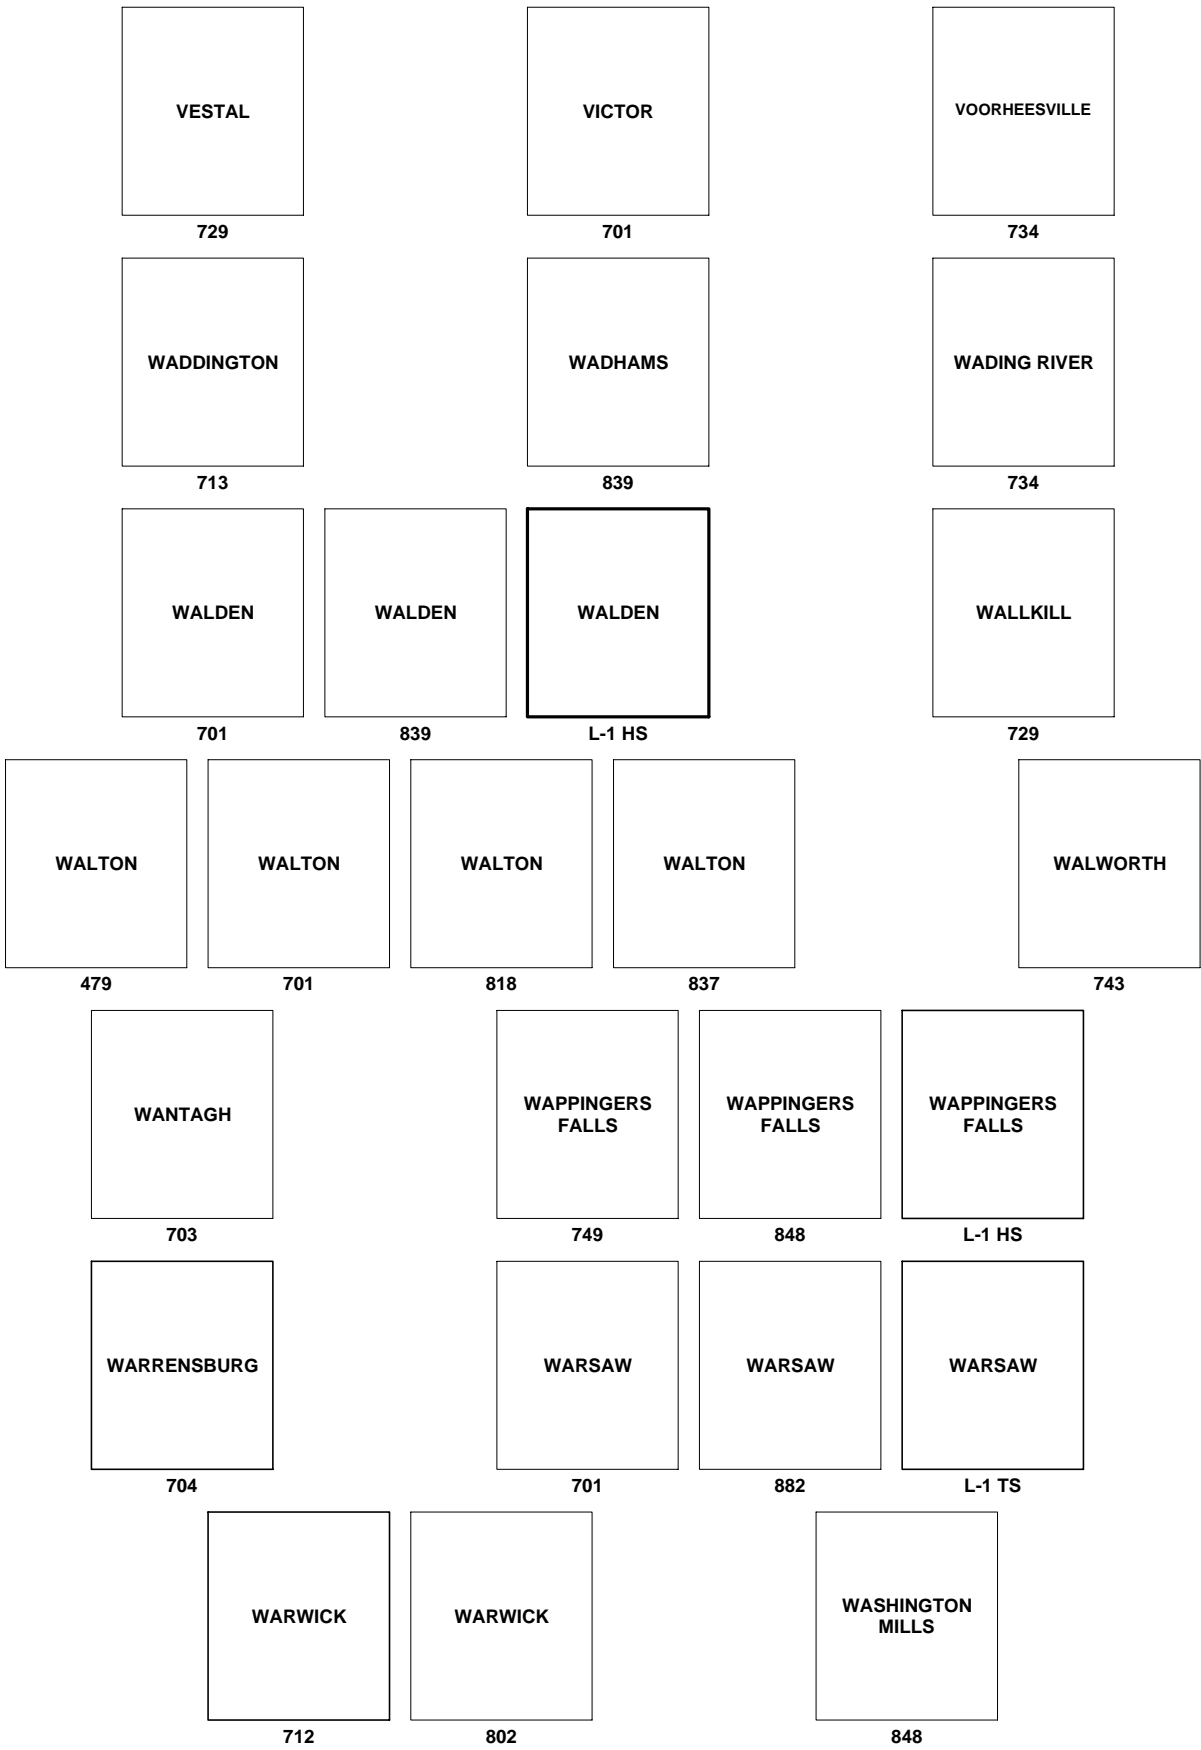 VESTAL
VICTOR
VOORHEESVILLE
729
701
734
WADDINGTON
WADHAMS
WADING RIVER
713
839
734
WALDEN
WALDEN
WALDEN
WALLKILL
701
839
L-1 HS
729
WALTON
WALTON
WALTON
WALTON
WALWORTH
479
701
818
837
743
WANTAGH
WAPPINGERS
FALLS
WAPPINGERS
FALLS
WAPPINGERS
FALLS
703
749
848
L-1 HS
WARRENSBURG
WARSAW
WARSAW
WARSAW
704
701
882
L-1 TS
WARWICK
WARWICK
WASHINGTON
MILLS
712
802
848